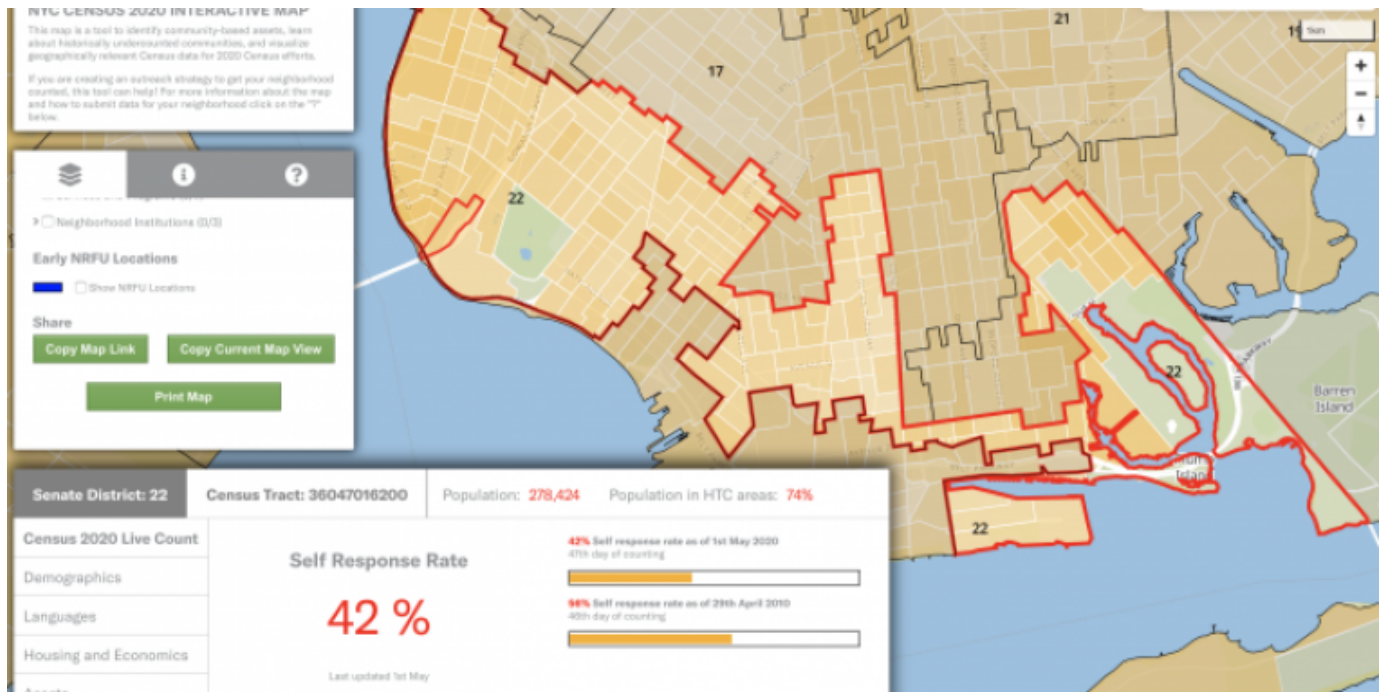 NYC CENSUS 2020 INTERACTIVE MAP
This map is a tool to identify community-based assets, learn
about historically undercounted communities, and visualize
geographically relevant Census data for 2020 Census efforts.
If you are creating an outreach strategy to get your neighborhood
counted, this tool can help! For more information about the map
and how to submit data for your neighborhood click on the "?"
below.
> Neighborhood Institutions (0/3)
Early NRFU Locations
Show NRFU Locations
Share
Copy Map Link
Copy Current Map View
Print Map
17
21
1km
22
22
Barren
Island
Island
22
Senate District: 22
Census Tract: 36047016200
Population: 278,424
Population in HTC areas: 74%
Census 2020 Live Count
Demographics
Languages
Housing and Economics
Assets
Self Response Rate
42 %
Last updated 1st May
42% Self response rate as of 1st May 2020
47th day of counting
Self response rate as of 29th April 2010
of counting